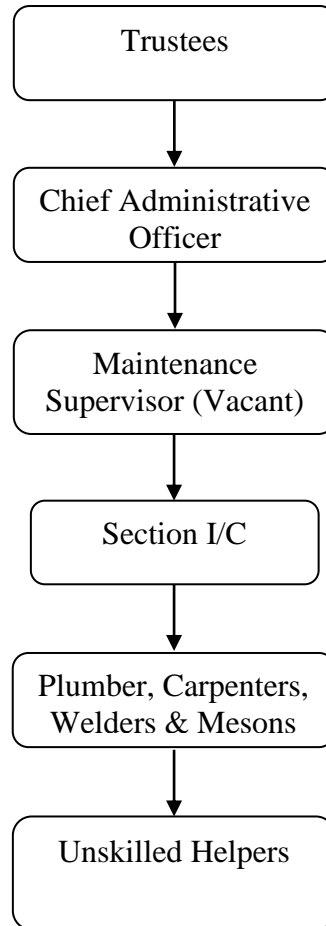 Trustees
Chief Administrative
Officer
Maintenance
Supervisor (Vacant)
Section I/C
Plumber, Carpenters,
Welders & Mesons
Unskilled Helpers